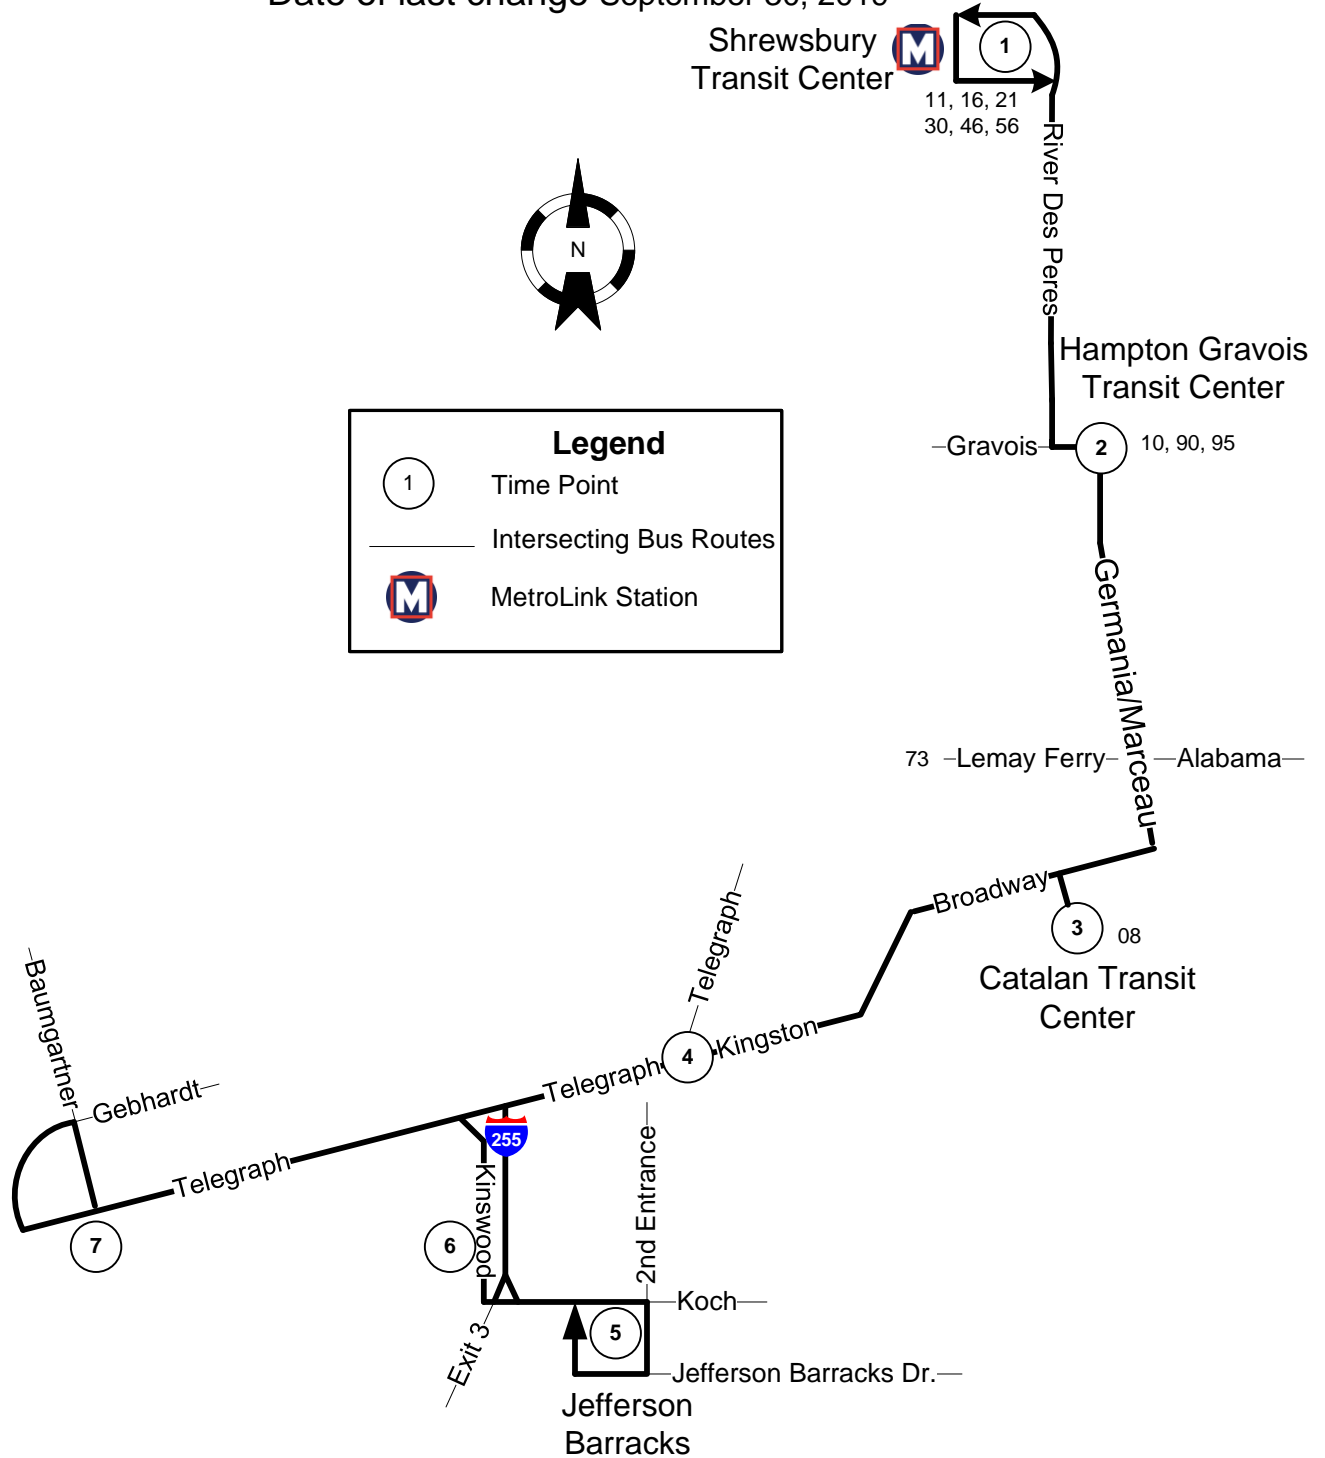 Shrewsbury
Transit Center
M
1
11, 16, 21
30, 46, 56
River Des Peres
N
Hampton Gravois
Transit Center
Gravois
2
10, 90, 95
Legend
1
Time Point
Intersecting Bus Routes
M
MetroLink Station
Germania/Marceau
73
Lemay Ferry
Alabama
Broadway
3
08
Catalan Transit
Center
Telegraph
4
Kingston
Telegraph
Baumgartner
Gebhardt
255
Telegraph
Kinswood
2nd Entrance
7
6
Koch
5
Exit 3
Jefferson Barracks Dr.
Jefferson
Barracks